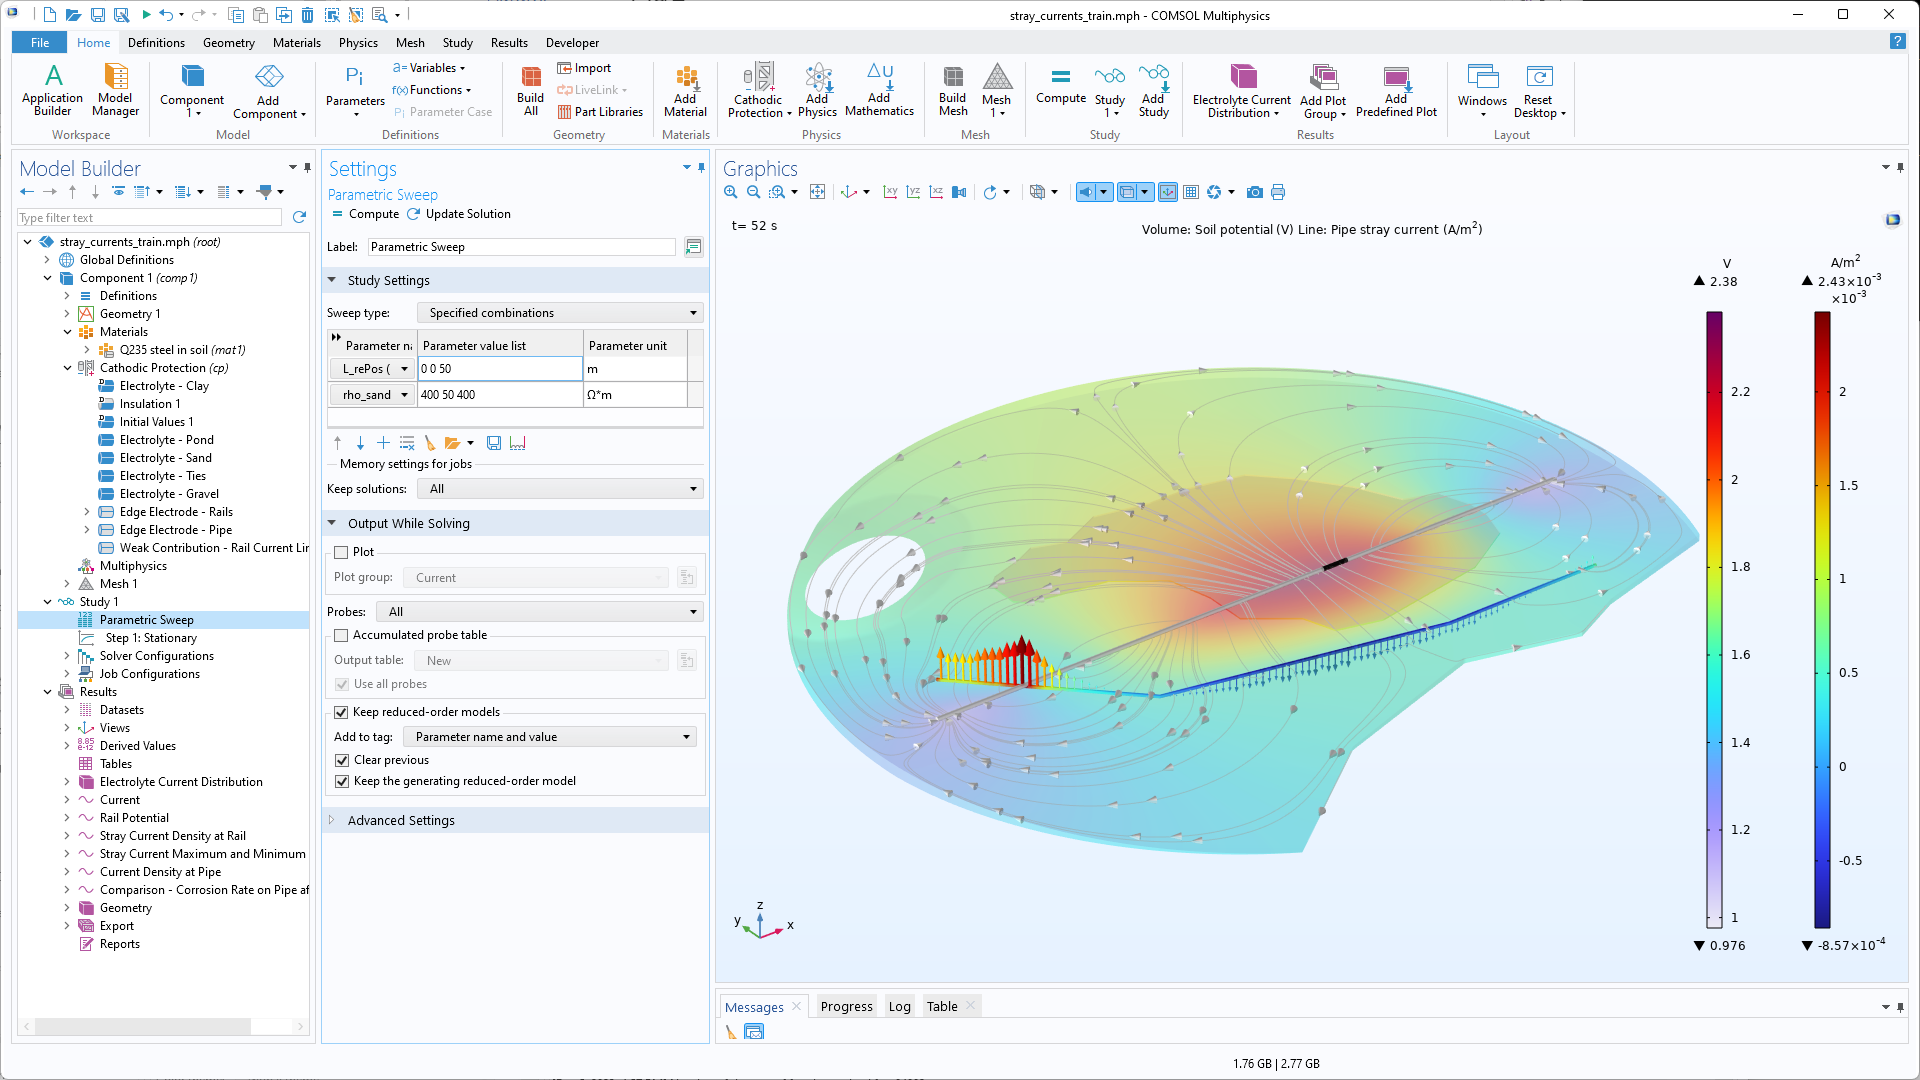 stray_currents_train.mph - COMSOL Multiphysics
File Home Definitions Geometry Materials Physics Mesh Study Results Developer
?
Application Builder
Model Manager
Workspace
Component 1
Add Component
Model
Pi
Parameters
a= Variables
f(x) Functions
Pi Parameter Case
Definitions
Build All
Import
LiveLink
Part Libraries
Geometry
Add Material
Materials
Cathodic Protection
Add Physics
ΔU
Add Mathematics
Physics
Build Mesh
Mesh 1
Mesh
Compute
Study 1
Add Study
Study
Electrolyte Current Distribution
Add Plot Group
Add Predefined Plot
Results
Windows
Reset Desktop
Layout
Model Builder
Type filter text
stray_currents_train.mph (root)
Global Definitions
Component 1 (comp1)
Definitions
Geometry 1
Materials
Q235 steel in soil (mat1)
Cathodic Protection (cp)
Electrolyte - Clay
Insulation 1
Initial Values 1
Electrolyte - Pond
Electrolyte - Sand
Electrolyte - Ties
Electrolyte - Gravel
Edge Electrode - Rails
Edge Electrode - Pipe
Weak Contribution - Rail Current Lir
Multiphysics
Mesh 1
Study 1
Parametric Sweep
Step 1: Stationary
Solver Configurations
Job Configurations
Results
Datasets
Views
8.85
e-12
Derived Values
Tables
Electrolyte Current Distribution
Current
Rail Potential
Stray Current Density at Rail
Stray Current Maximum and Minimum
Current Density at Pipe
Comparison - Corrosion Rate on Pipe af
Geometry
Export
Reports
Settings
Parametric Sweep
= Compute Update Solution
Label: Parametric Sweep
Study Settings
Sweep type: Specified combinations
Parameter na Parameter value list Parameter unit
L_rePos ( 0 0 50 m
rho_sand 400 50 400 Ω*m
Memory settings for jobs
Keep solutions: All
Output While Solving
Plot
Plot group: Current
Probes: All
Accumulated probe table
Output table: New
Use all probes
Keep reduced-order models
Add to tag: Parameter name and value
Clear previous
Keep the generating reduced-order model
Advanced Settings
Graphics
xy yz xz
t= 52 s
Volume: Soil potential (V) Line: Pipe stray current (A/m²)
V
▲ 2.38
2.2
2
1.8
1.6
1.4
1.2
1
▼ 0.976
A/m²
▲ 2.43×10⁻³
×10⁻³
2
1.5
1
0.5
0
-0.5
▼ -8.57×10⁻⁴
z
y
x
Messages Progress Log Table
1.76 GB | 2.77 GB